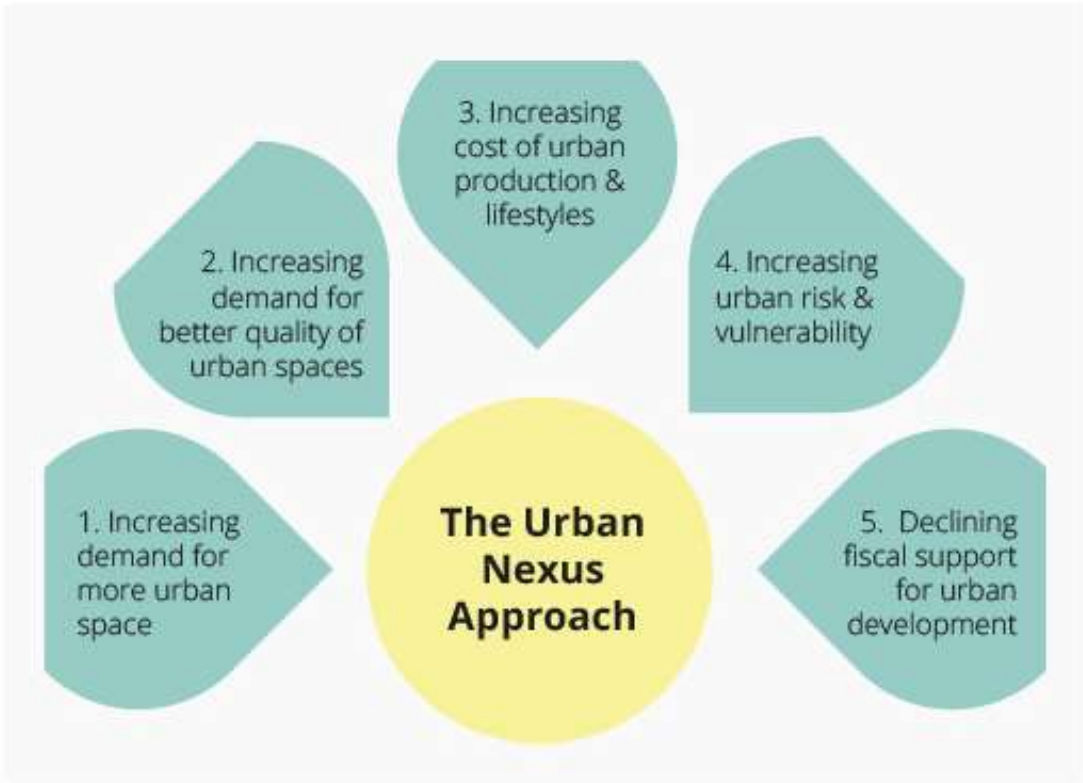 1. Increasing
demand for
more urban
space
2. Increasing
demand for
better quality of
urban spaces
3. Increasing
cost of urban
production &
lifestyles
4. Increasing
urban risk &
vulnerability
5. Declining
fiscal support
for urban
development
The Urban
Nexus
Approach